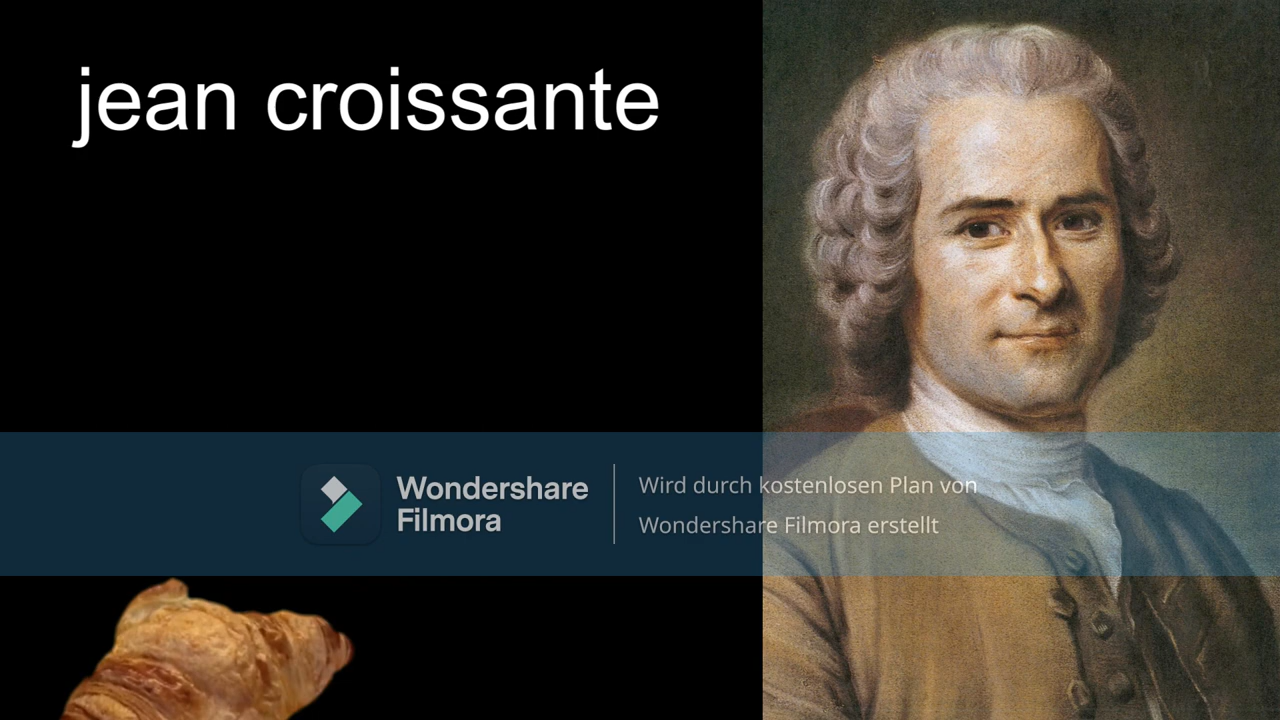 jean croissante
Wondershare
Filmora
Wird durch kostenlosen Plan von
Wondershare Filmora erstellt